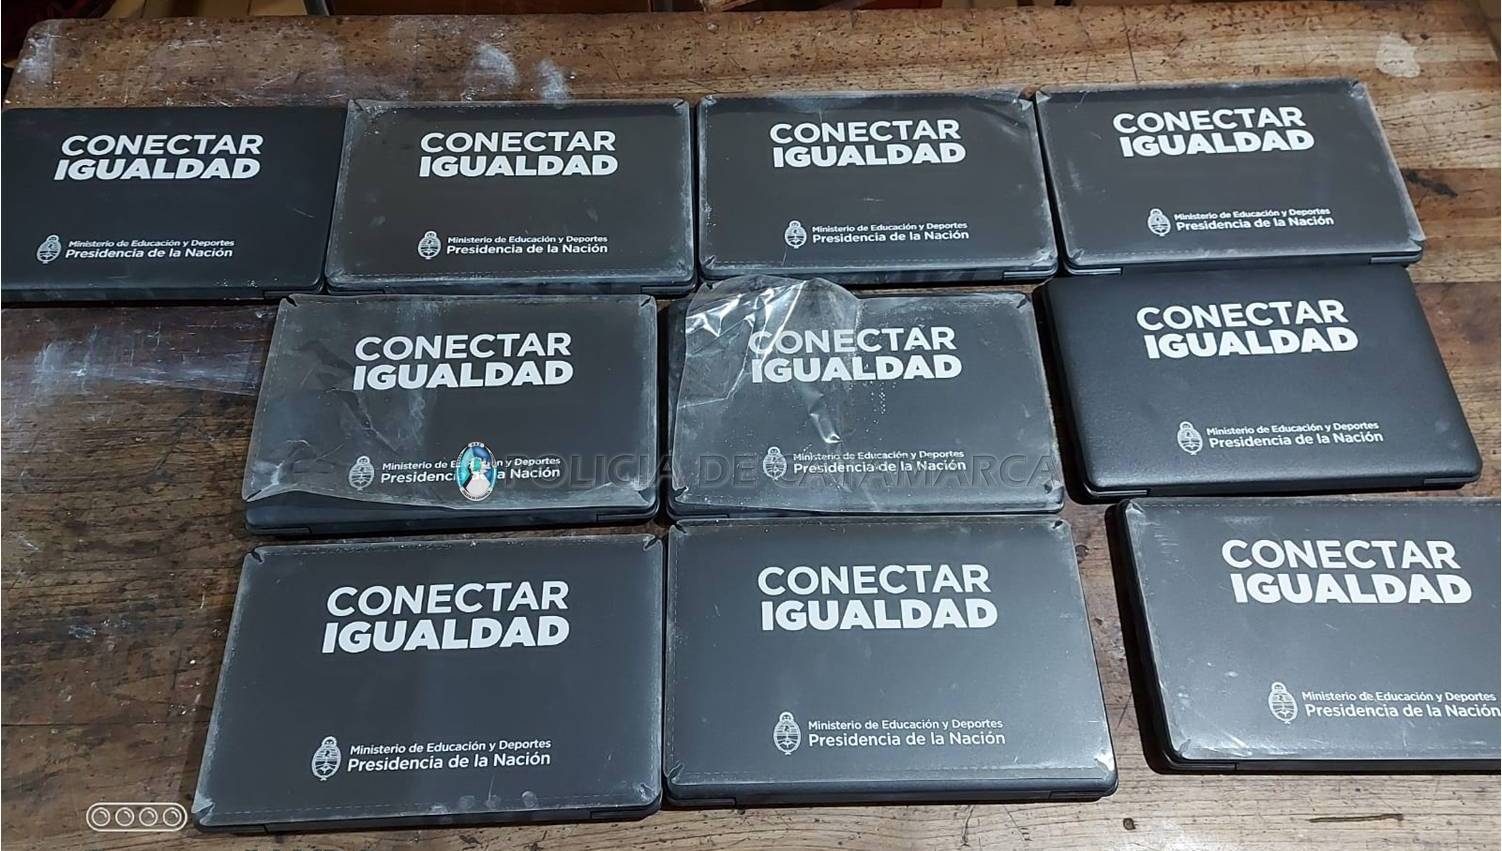 CONECTAR
IGUALDAD
Ministerio de Educación y Deportes
Presidencia de la Nación
CONECTAR
IGUALDAD
Ministerio de Educación y Deportes
Presidencia de la Nación
CONECTAR
IGUALDAD
Ministerio de Educación y Deportes
Presidencia de la Nación
CONECTAR
IGUALDAD
Ministerio de Educación y Deportes
Presidencia de la Nación
CONECTAR
IGUALDAD
Ministerio de Educación y Deportes
Presidencia de la Nación
CONECTAR
IGUALDAD
Ministerio de Educación y Deportes
Presidencia de la Nación
CONECTAR
IGUALDAD
Ministerio de Educación y Deportes
Presidencia de la Nación
POLICIA DE CATAMARCA
CONECTAR
IGUALDAD
Ministerio de Educación y Deportes
Presidencia de la Nación
CONECTAR
IGUALDAD
Ministerio de Educación y Deportes
Presidencia de la Nación
CONECTAR
IGUALDAD
Ministerio de Educación y Deportes
Presidencia de la Nación